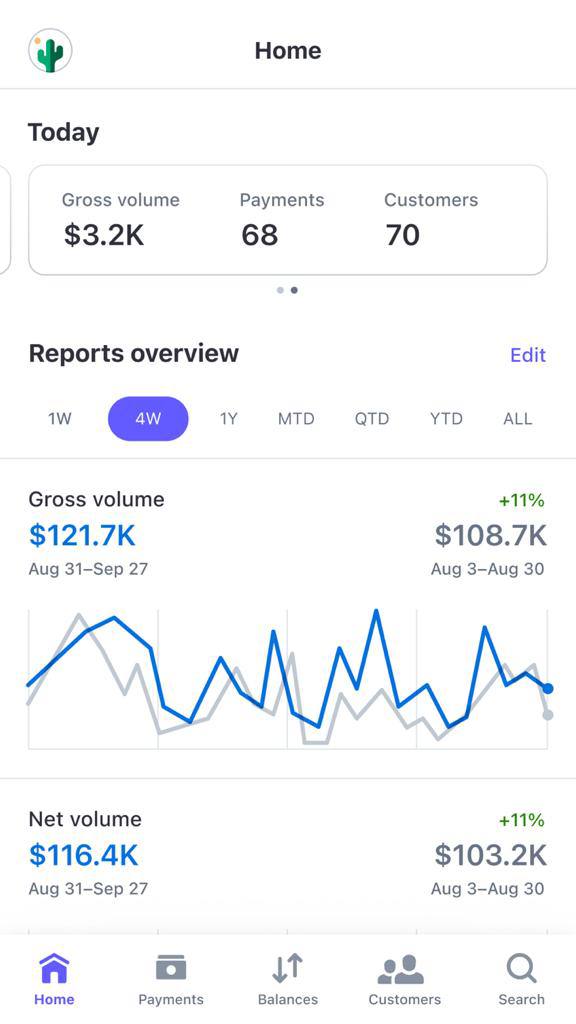 Home
Today
Gross volume Payments Customers
$3.2K 68 70
Reports overview Edit
1W 4W 1Y MTD QTD YTD ALL
Gross volume +11%
$121.7K $108.7K
Aug 31–Sep 27 Aug 3–Aug 30
Net volume +11%
$116.4K $103.2K
Aug 31–Sep 27 Aug 3–Aug 30
Home Payments Balances Customers Search